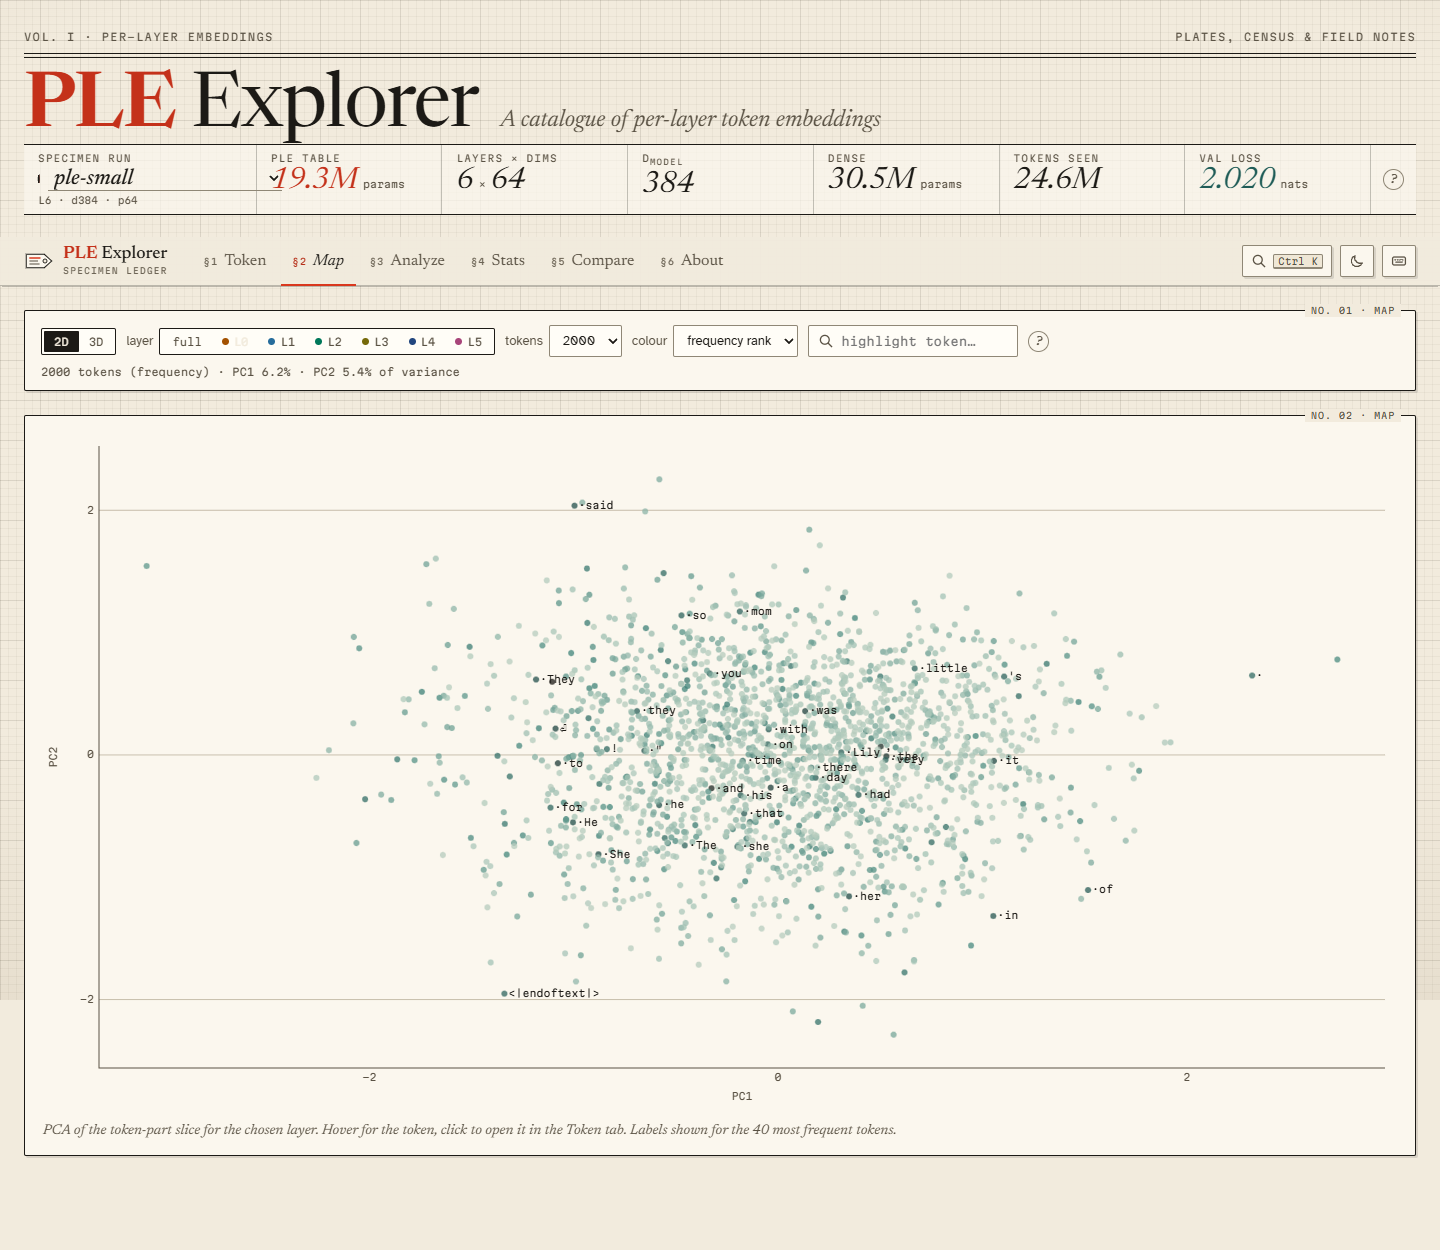 VOL. I · PER-LAYER EMBEDDINGS
PLATES, CENSUS & FIELD NOTES
PLE Explorer A catalogue of per-layer token embeddings
SPECIMEN RUN
ple-small
L6 · d384 · p64
PLE TABLE
19.3M params
LAYERS × DIMS
6 × 64
DMODEL
384
DENSE
30.5M params
TOKENS SEEN
24.6M
VAL LOSS
2.020 nats
?
PLE Explorer
SPECIMEN LEDGER
§1 Token
§2 Map
§3 Analyze
§4 Stats
§5 Compare
§6 About
Ctrl K
NO. 01 · MAP
2D 3D
layer
full L0 L1 L2 L3 L4 L5
tokens
2000
colour
frequency rank
highlight token…
?
2000 tokens (frequency) · PC1 6.2% · PC2 5.4% of variance
NO. 02 · MAP
2
·said
·so
·mom
·you
·little
's
·
·They
·they
·was
·with
·on
!
·"
·to
·time
·Lily
·there
·very
·it
·day
·and
·a
·his
·had
·for
·he
·that
·He
·The
·she
·She
·her
·of
·in
<|endoftext|>
0
−2
PC2
−2
0
2
PC1
PCA of the token-part slice for the chosen layer. Hover for the token, click to open it in the Token tab. Labels shown for the 40 most frequent tokens.